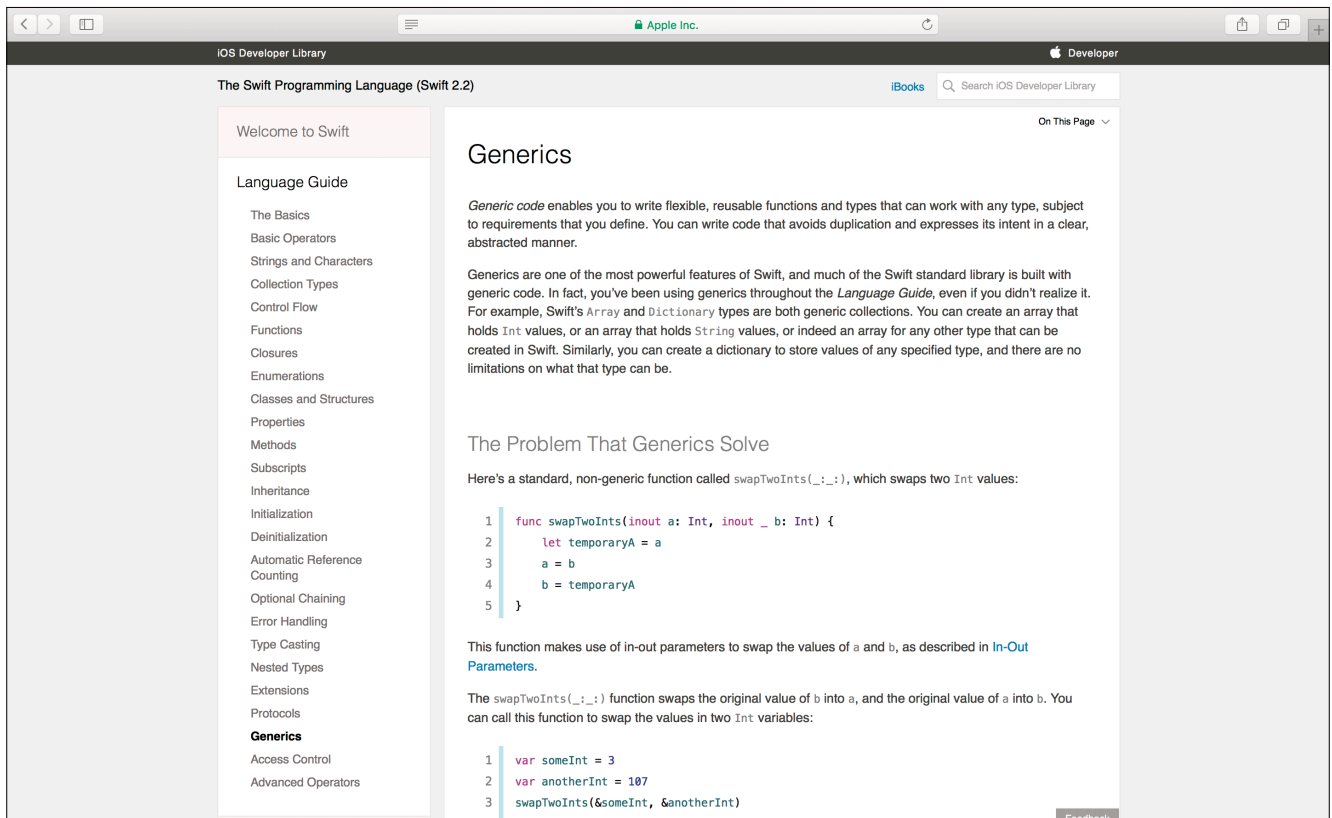 Apple Inc.
iOS Developer Library
Developer
The Swift Programming Language (Swift 2.2)
iBooks
Search iOS Developer Library
Welcome to Swift
Language Guide
The Basics
Basic Operators
Strings and Characters
Collection Types
Control Flow
Functions
Closures
Enumerations
Classes and Structures
Properties
Methods
Subscripts
Inheritance
Initialization
Deinitialization
Automatic Reference
Counting
Optional Chaining
Error Handling
Type Casting
Nested Types
Extensions
Protocols
Generics
Access Control
Advanced Operators
On This Page
Generics
Generic code enables you to write flexible, reusable functions and types that can work with any type, subject
to requirements that you define. You can write code that avoids duplication and expresses its intent in a clear,
abstracted manner.
Generics are one of the most powerful features of Swift, and much of the Swift standard library is built with
generic code. In fact, you’ve been using generics throughout the Language Guide, even if you didn’t realize it.
For example, Swift’s Array and Dictionary types are both generic collections. You can create an array that
holds Int values, or an array that holds String values, or indeed an array for any other type that can be
created in Swift. Similarly, you can create a dictionary to store values of any specified type, and there are no
limitations on what that type can be.
The Problem That Generics Solve
Here’s a standard, non-generic function called swapTwoInts(_:_:), which swaps two Int values:
1 func swapTwoInts(inout a: Int, inout _ b: Int) {
2 let temporaryA = a
3 a = b
4 b = temporaryA
5 }
This function makes use of in-out parameters to swap the values of a and b, as described in In-Out
Parameters.
The swapTwoInts(_:_:) function swaps the original value of b into a, and the original value of a into b. You
can call this function to swap the values in two Int variables:
1 var someInt = 3
2 var anotherInt = 107
3 swapTwoInts(&someInt, &anotherInt)
Feedback